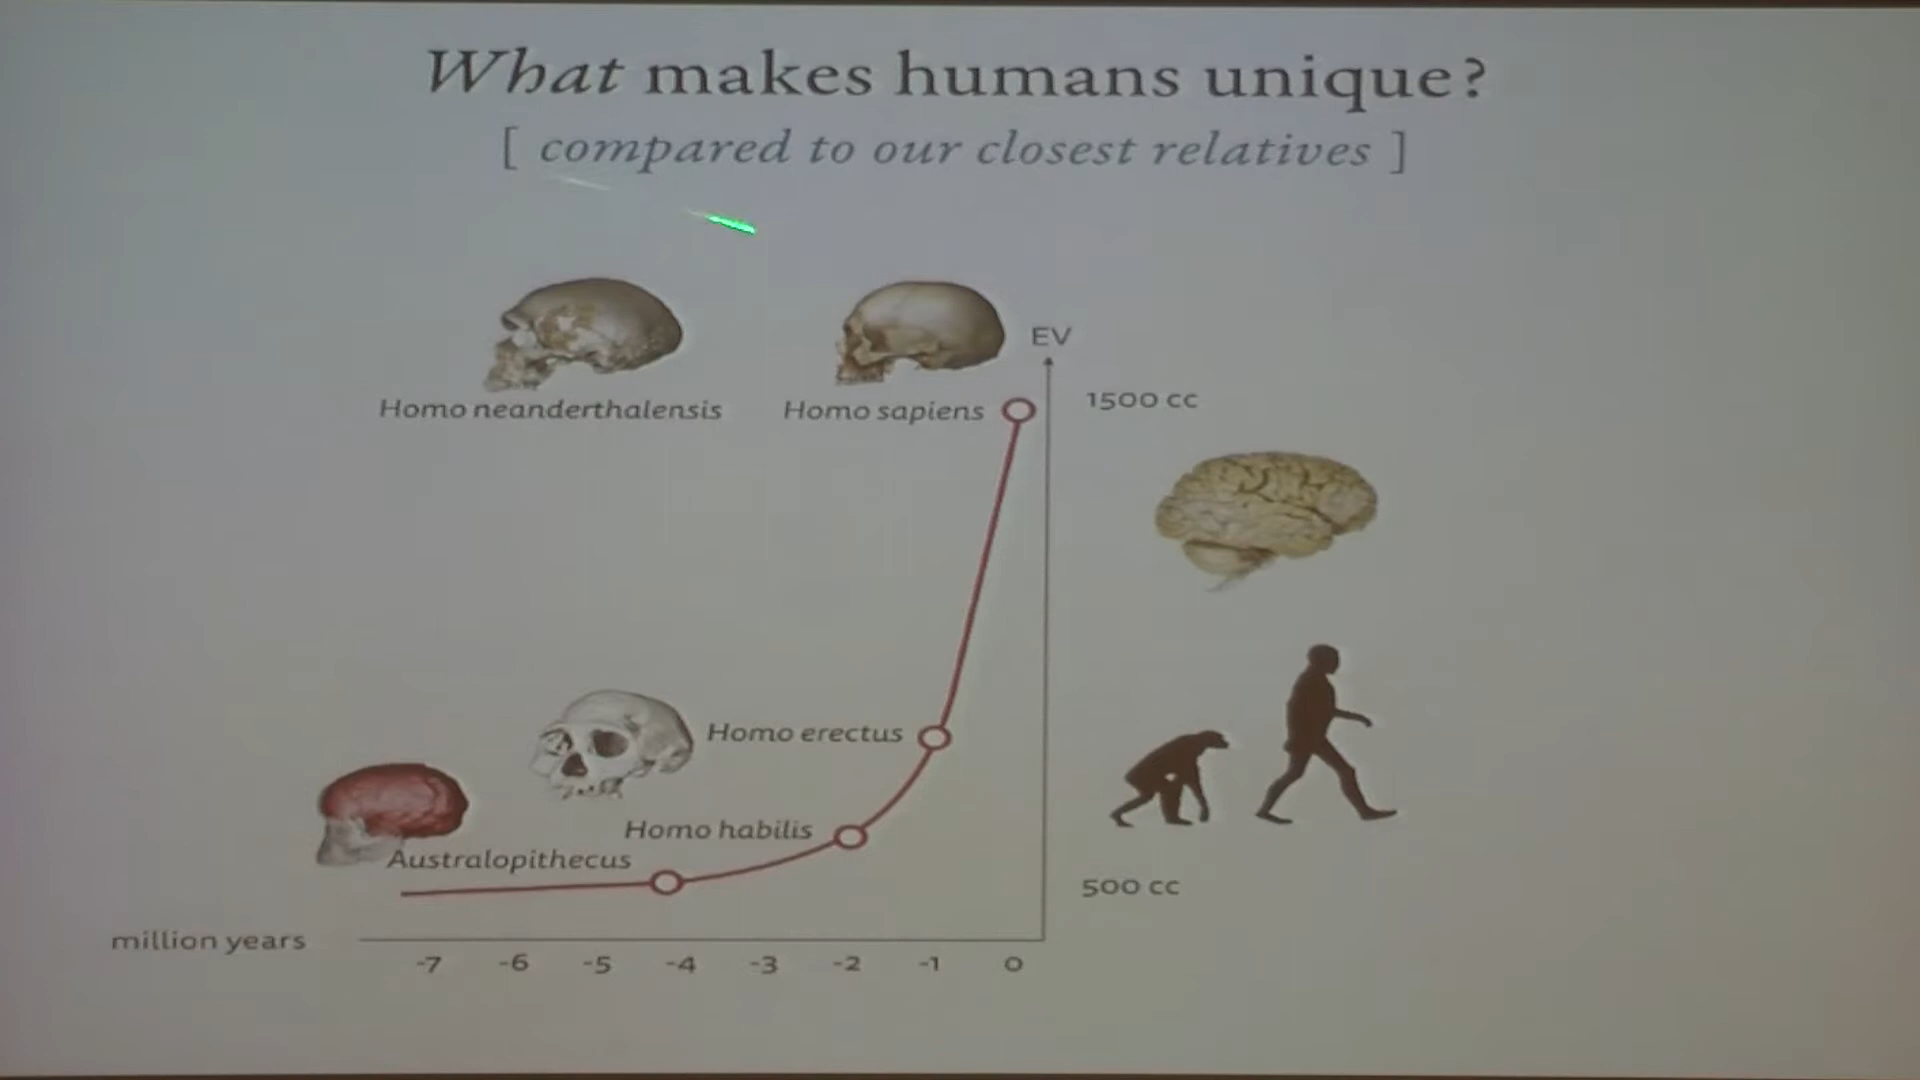 What makes humans unique?
[ compared to our closest relatives ]
EV
1500 cc
Homo neanderthalensis
Homo sapiens
Homo erectus
Homo habilis
Australopithecus
500 cc
million years
-7 -6 -5 -4 -3 -2 -1 0